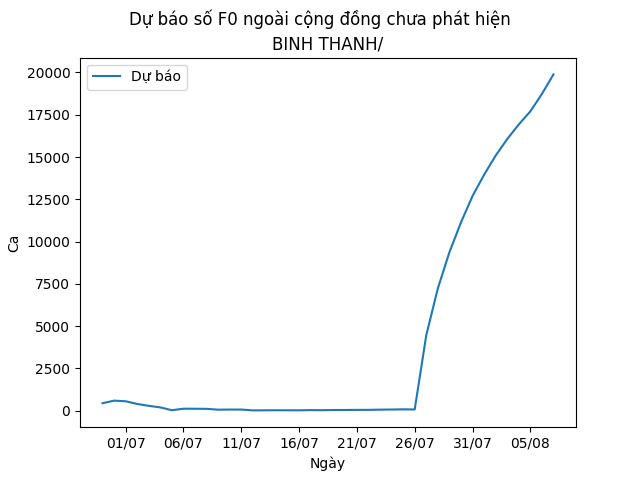 Dự báo số F0 ngoài cộng đồng chưa phát hiện
BINH THANH/
Dự báo
20000
17500
15000
12500
10000
7500
5000
2500
0
Ca
01/07 06/07 11/07 16/07 21/07 26/07 31/07 05/08
Ngày